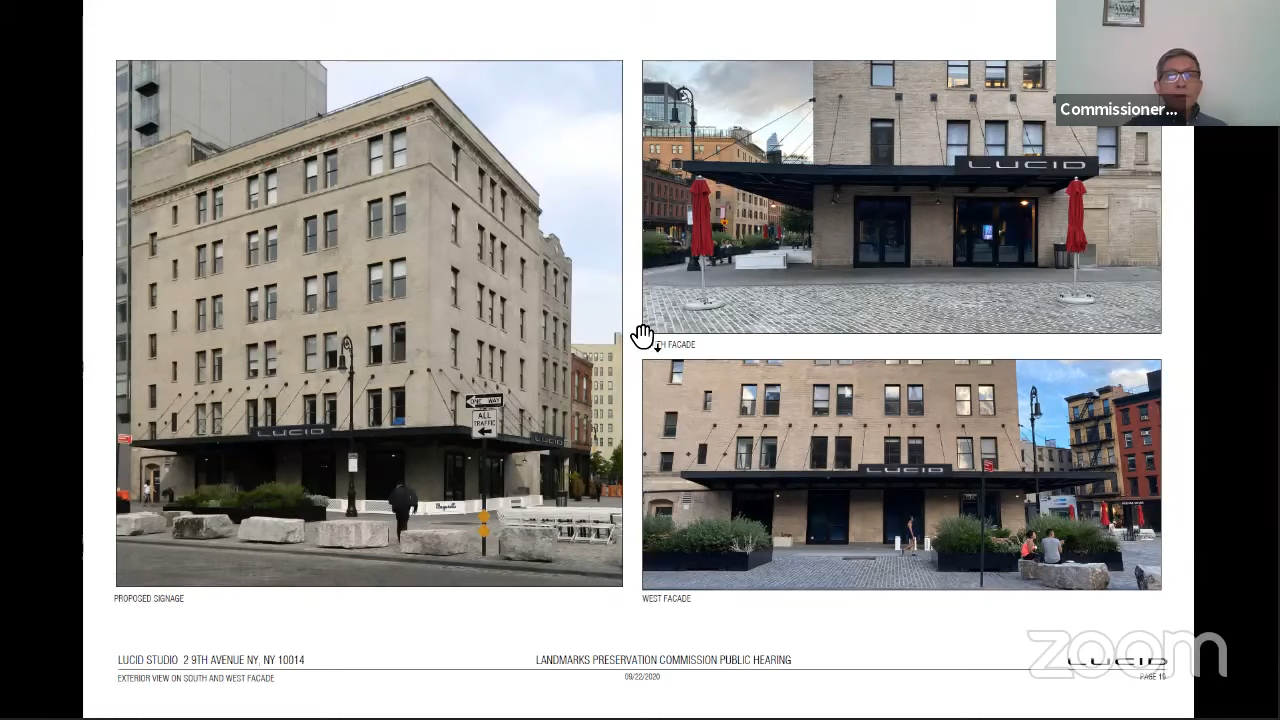 Commissioner...
LUCID
LUCID
LUCID
ONE WAY
ALL
TRAFFIC
LUCID
TH FACADE
LUCID
PROPOSED SIGNAGE
WEST FACADE
LUCID STUDIO 2 9TH AVENUE NY, NY 10014
LANDMARKS PRESERVATION COMMISSION PUBLIC HEARING
LUCID
zoom
EXTERIOR VIEW ON SOUTH AND WEST FACADE
09/22/2020